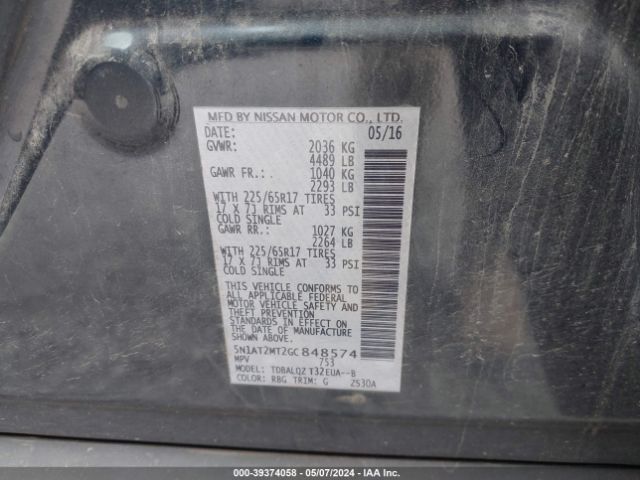 MFD BY NISSAN MOTOR CO., LTD.
DATE: 05/16
GVWR: 2036 KG
4489 LB
GAWR FR.: 1040 KG
2293 LB
WITH 225/65R17 TIRES
17 X 7J RIMS AT 33 PSI
COLD SINGLE
GAWR RR.: 1027 KG
2264 LB
WITH 225/65R17 TIRES
17 X 7J RIMS AT 33 PSI
COLD SINGLE
THIS VEHICLE CONFORMS TO
ALL APPLICABLE FEDERAL
MOTOR VEHICLE SAFETY AND
THEFT PREVENTION
STANDARDS IN EFFECT ON
THE DATE OF MANUFACTURE
SHOWN ABOVE.
5N1AT2MT2GC848574
MPV 753
MODEL: TDBALQZ T32EUA--B
COLOR: RBG TRIM: G Z530A
000-39374058 - 05/07/2024 - IAA Inc.